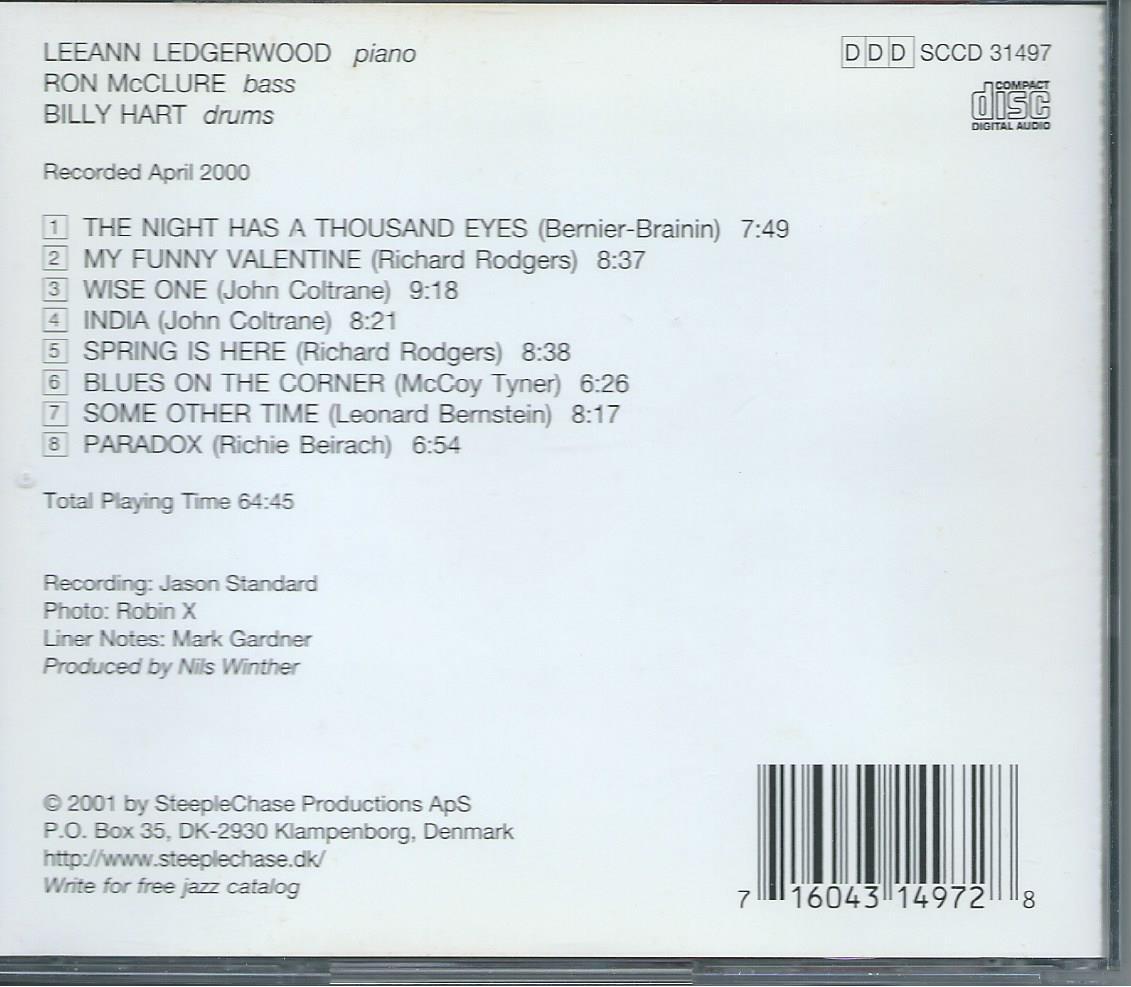 LEEANN LEDGERWOOD piano
RON McCLURE bass
BILLY HART drums
DDD SCCD 31497
COMPACT
disc
DIGITAL AUDIO
Recorded April 2000
1 THE NIGHT HAS A THOUSAND EYES (Bernier-Brainin) 7:49
2 MY FUNNY VALENTINE (Richard Rodgers) 8:37
3 WISE ONE (John Coltrane) 9:18
4 INDIA (John Coltrane) 8:21
5 SPRING IS HERE (Richard Rodgers) 8:38
6 BLUES ON THE CORNER (McCoy Tyner) 6:26
7 SOME OTHER TIME (Leonard Bernstein) 8:17
8 PARADOX (Richie Beirach) 6:54
Total Playing Time 64:45
Recording: Jason Standard
Photo: Robin X
Liner Notes: Mark Gardner
Produced by Nils Winther
© 2001 by SteepleChase Productions ApS
P.O. Box 35, DK-2930 Klampenborg, Denmark
http://www.steeplechase.dk/
Write for free jazz catalog
7 16043 14972 8